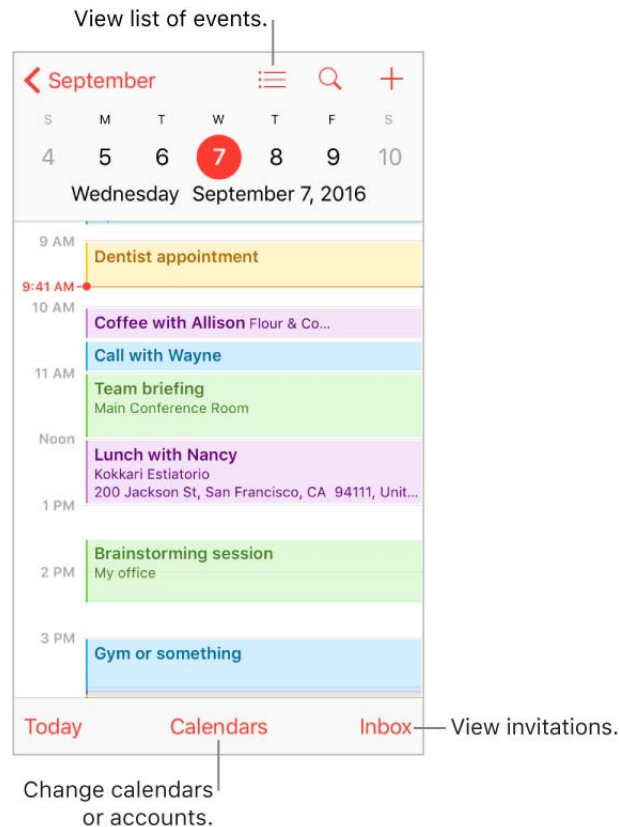 View list of events.
September
S M T W T F S
4 5 6 7 8 9 10
Wednesday September 7, 2016
9 AM
Dentist appointment
9:41 AM
10 AM
Coffee with Allison Flour & Co...
Call with Wayne
11 AM
Team briefing
Main Conference Room
Noon
Lunch with Nancy
Kokkari Estiatorio
200 Jackson St, San Francisco, CA 94111, Unit...
1 PM
Brainstorming session
2 PM My office
3 PM
Gym or something
Today Calendars Inbox View invitations.
Change calendars
or accounts.